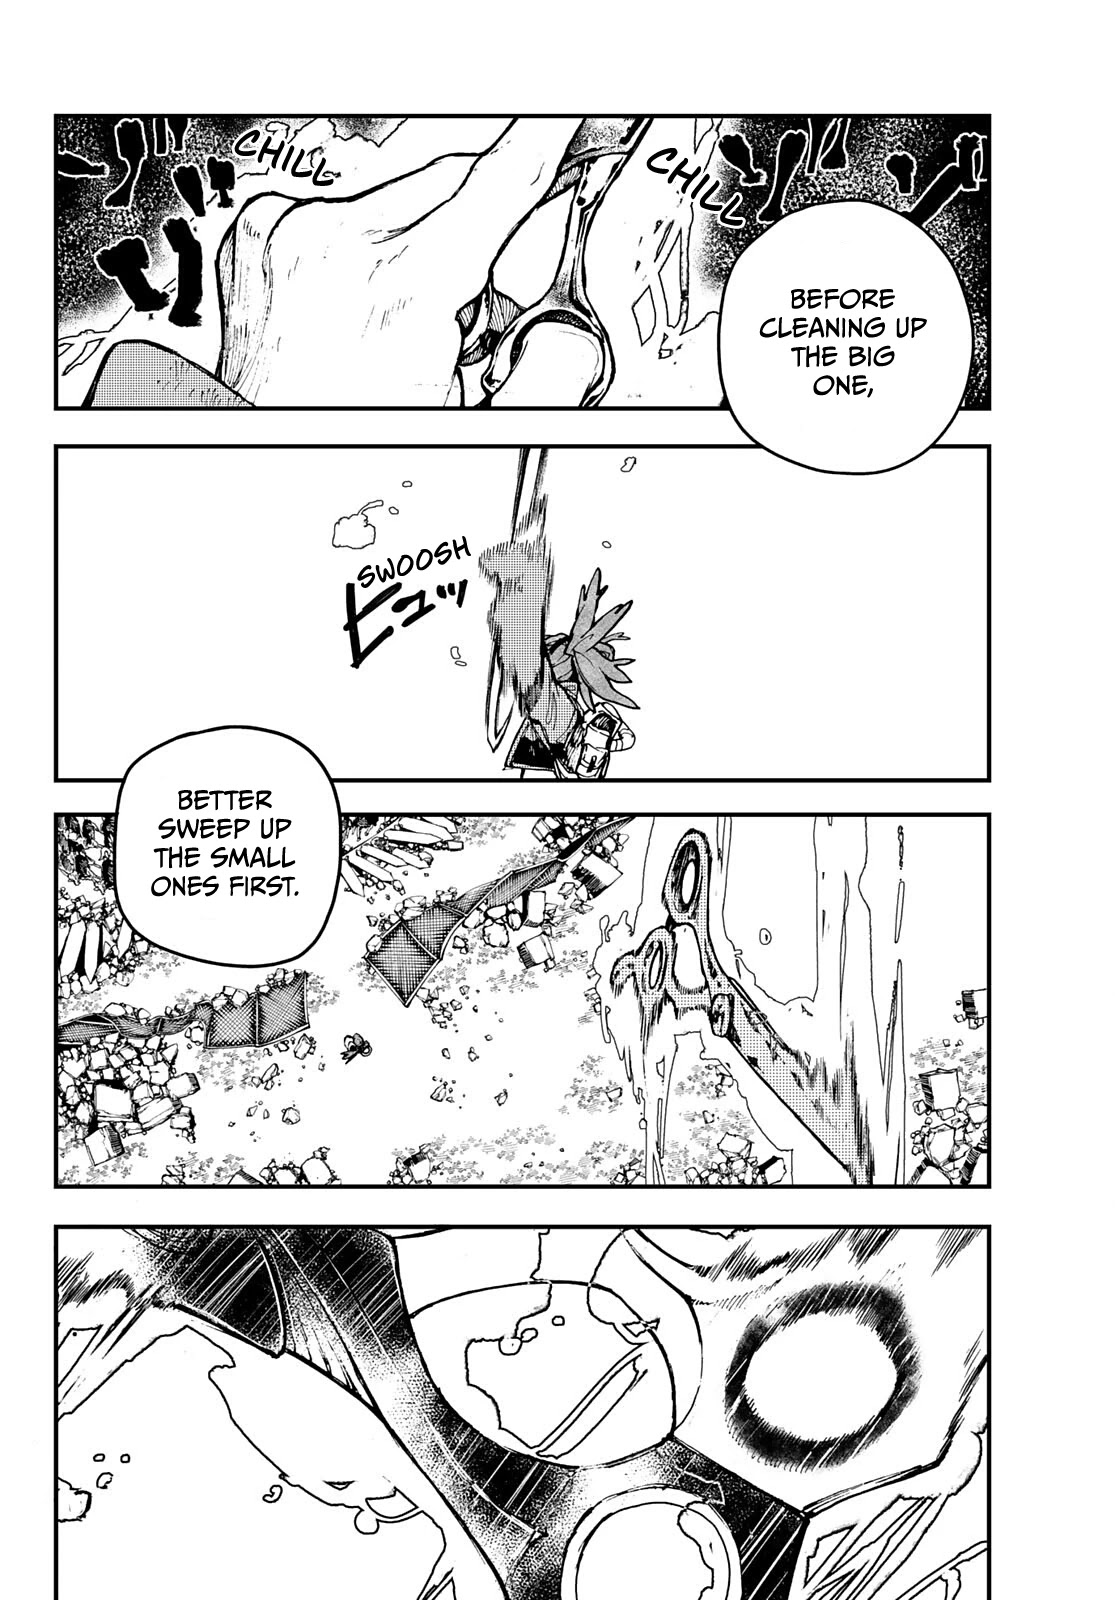 CHILL
CHILL
BEFORE
CLEANING UP
THE BIG
ONE,
SWOOSH
ヒュッ
BETTER
SWEEP UP
THE SMALL
ONES FIRST.